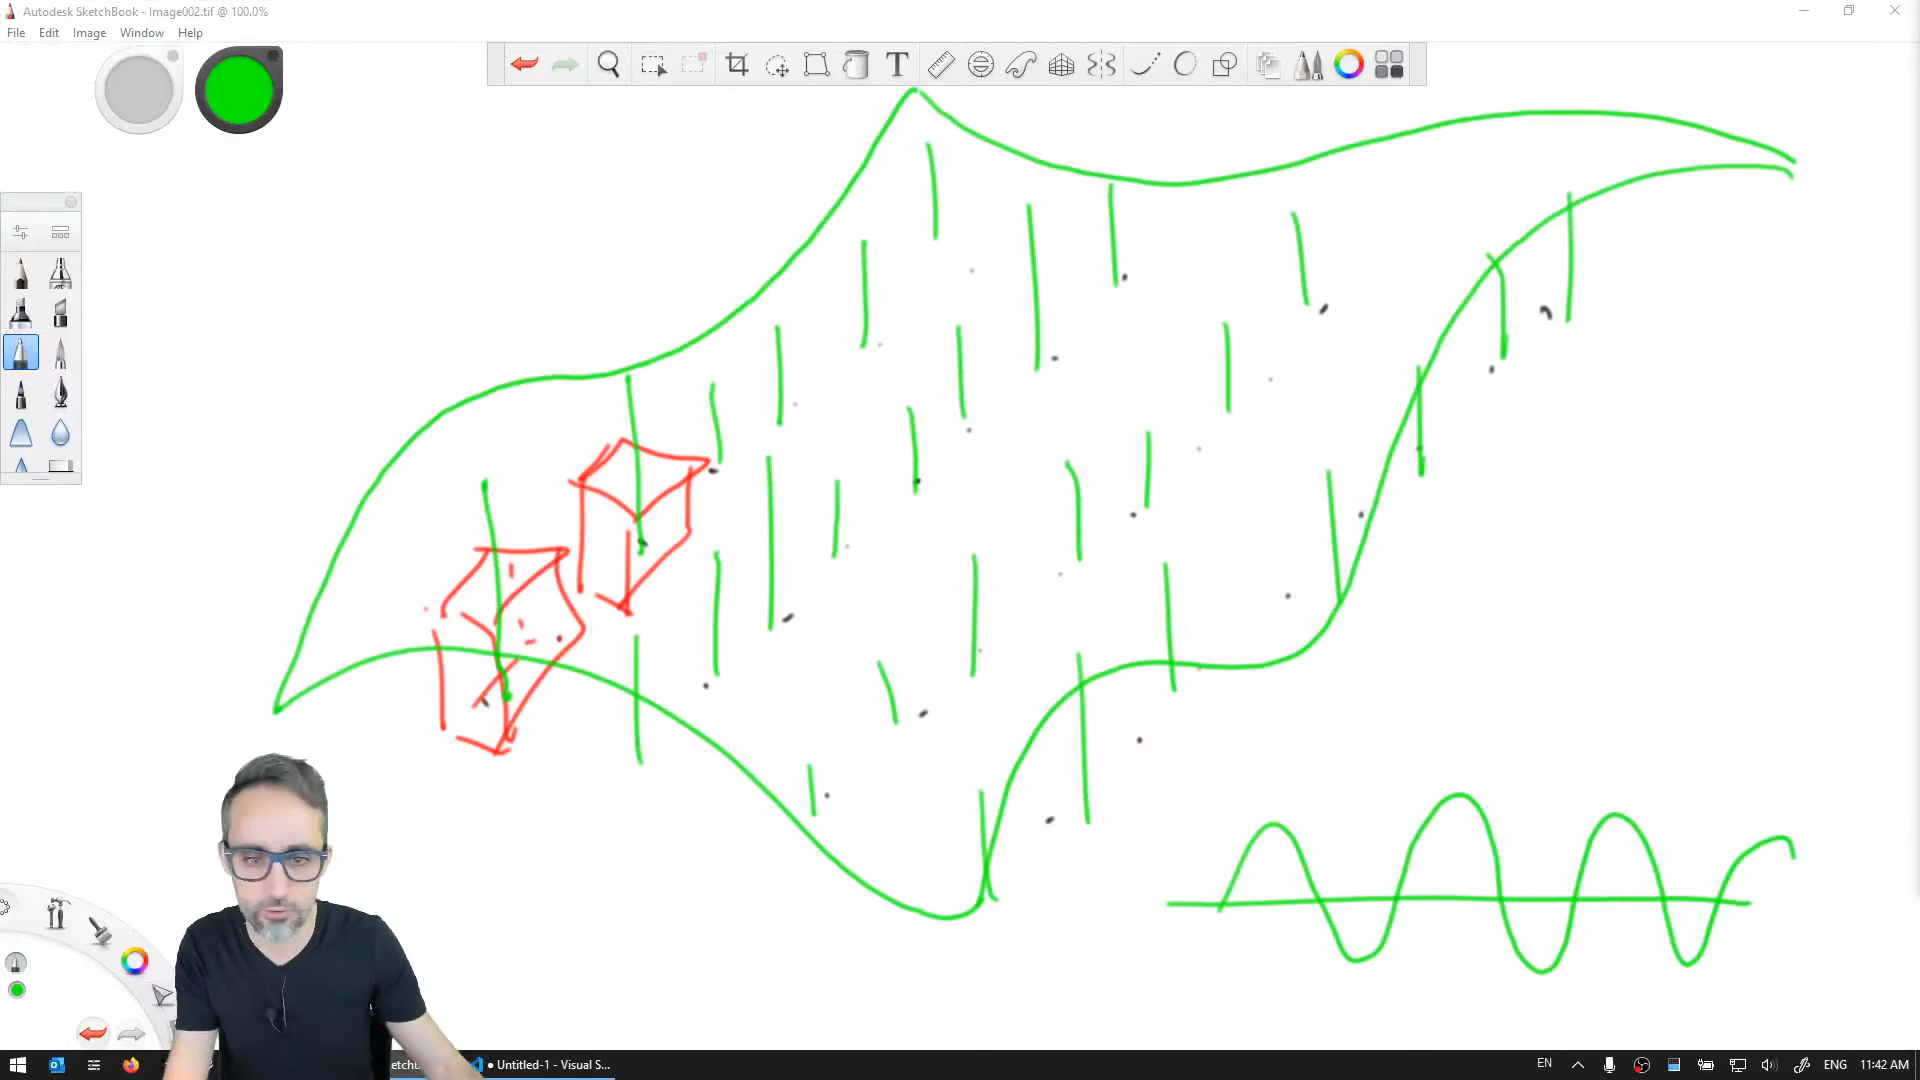 Autodesk SketchBook - Image002.tif @ 100.0%
File Edit Image Window Help
T
etchb
Untitled-1 - Visual S...
EN
ENG
11:42 AM